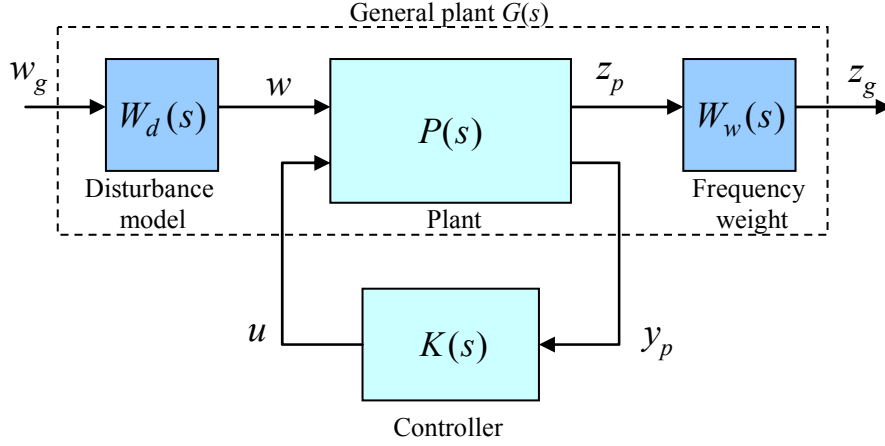 General plant G(s)
w_g
W_d(s)
w
P(s)
z_p
W_w(s)
z_g
Disturbance
model
Plant
Frequency
weight
u
K(s)
y_p
Controller